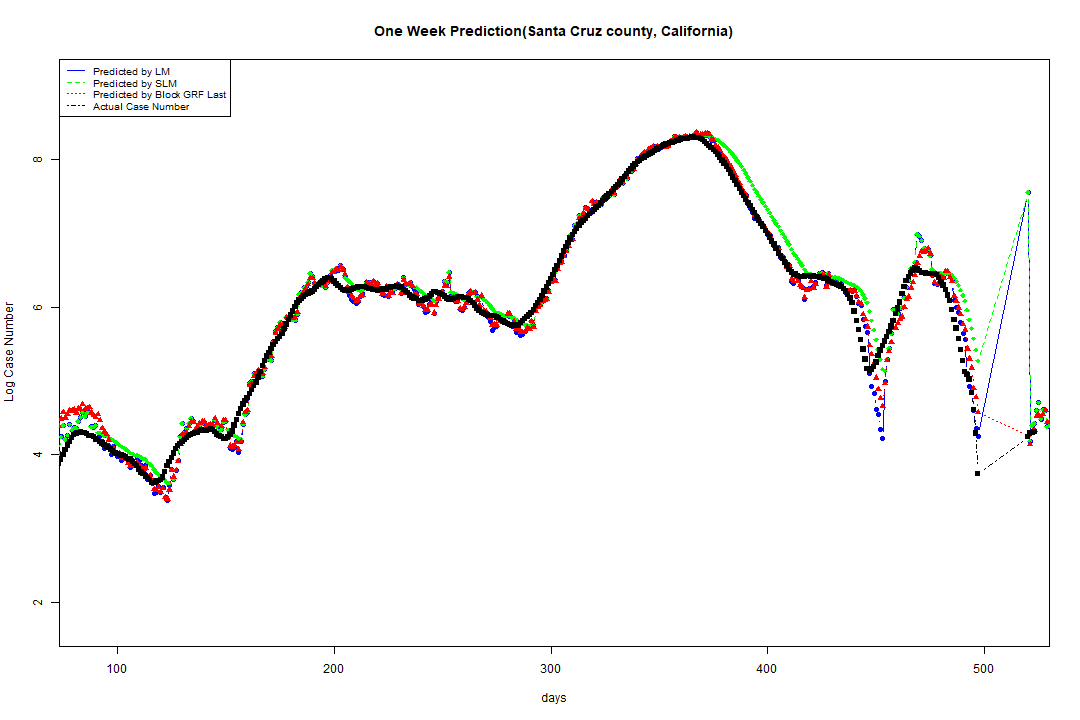 One Week Prediction(Santa Cruz county, California)
Predicted by LM
Predicted by SLM
Predicted by Block GRF Last
Actual Case Number
Log Case Number
8
6
4
2
100 200 300 400 500
days